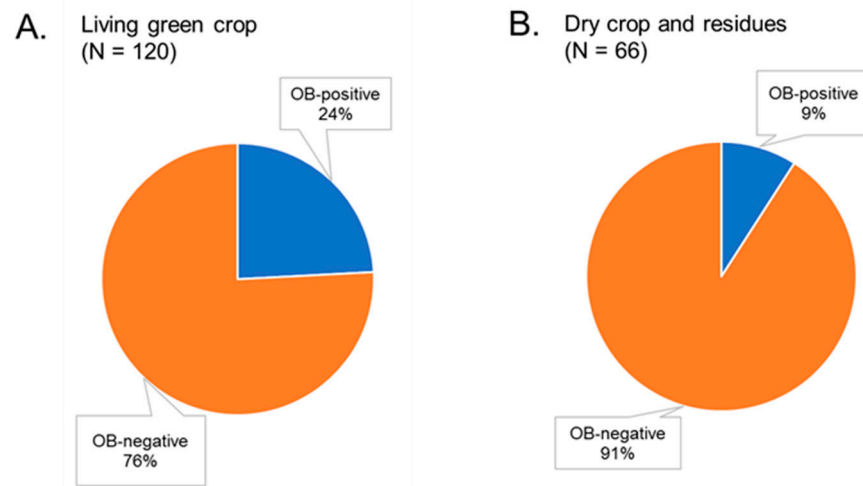 A.
Living green crop
(N = 120)
OB-positive
24%
OB-negative
76%
B.
Dry crop and residues
(N = 66)
OB-positive
9%
OB-negative
91%